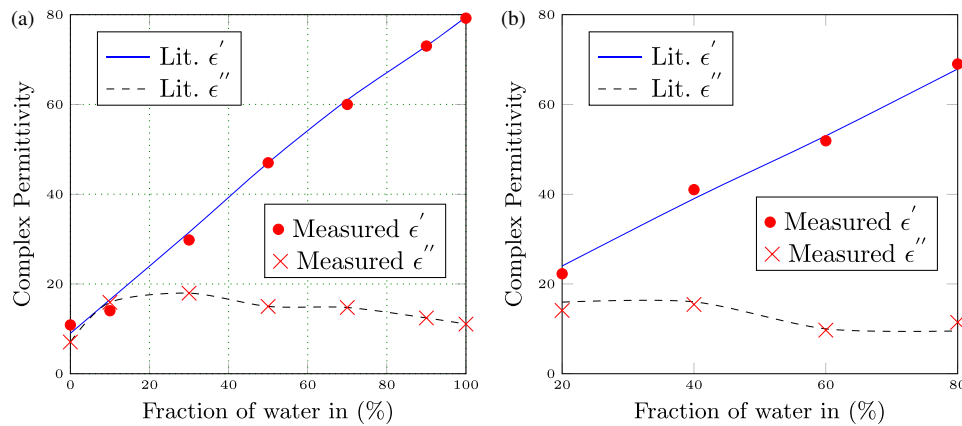 (a)
Complex Permittivity
80
60
40
20
0
Lit. ϵ′
Lit. ϵ′′
Measured ϵ′
Measured ϵ′′
0 20 40 60 80 100
Fraction of water in (%)
(b)
Complex Permittivity
80
60
40
20
0
Lit. ϵ′
Lit. ϵ′′
Measured ϵ′
Measured ϵ′′
20 40 60 80
Fraction of water in (%)